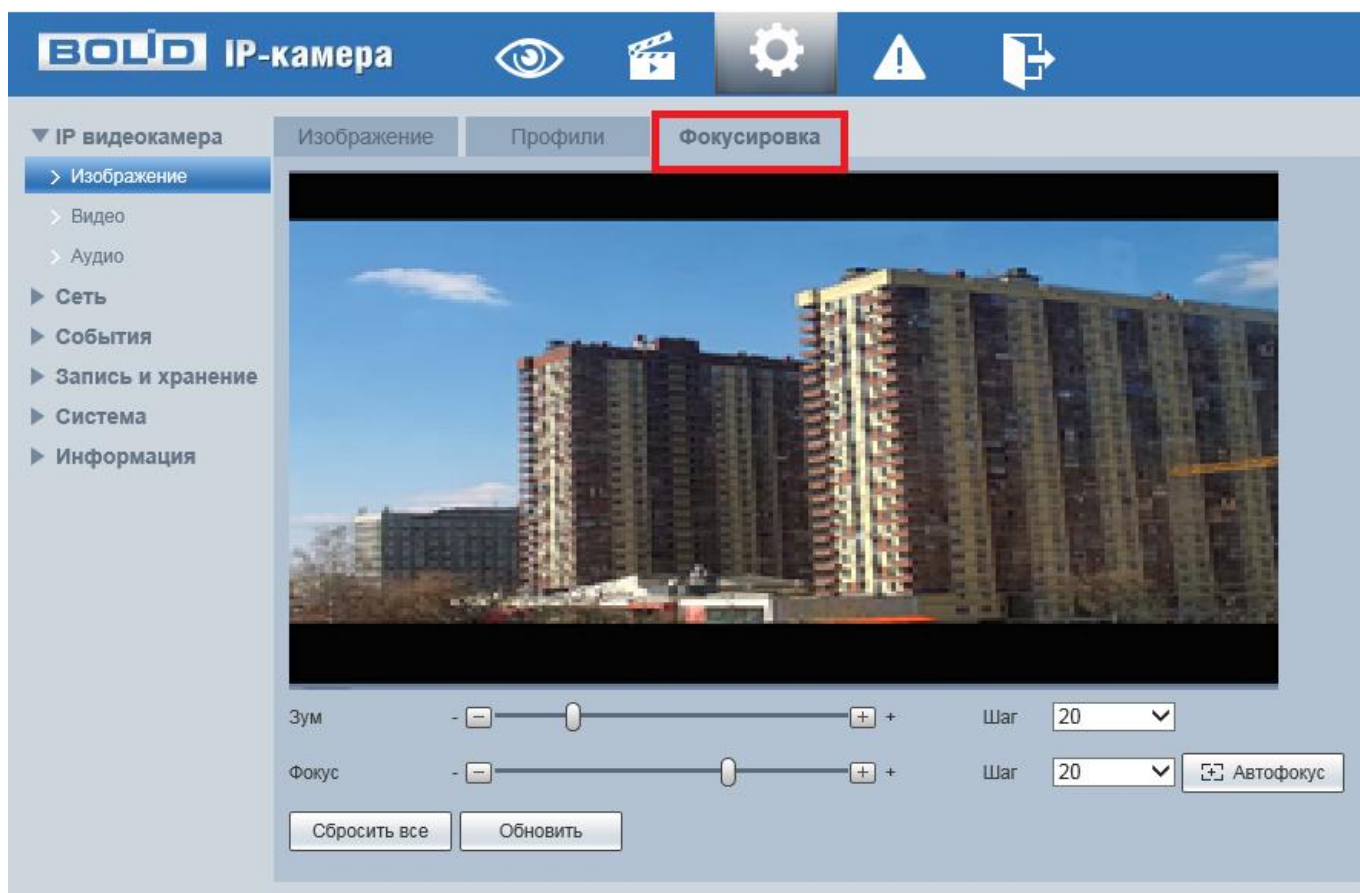 BOLID IP-камера
IP видеокамера
Изображение
Видео
Аудио
Сеть
События
Запись и хранение
Система
Информация
Изображение Профили Фокусировка
Зум - + Шаг 20
Фокус - + Шаг 20 Автофокус
Сбросить все Обновить